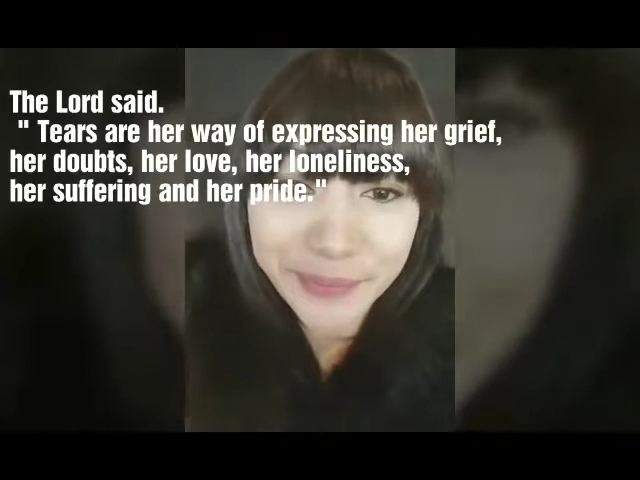 The Lord said.
" Tears are her way of expressing her grief,
her doubts, her love, her loneliness,
her suffering and her pride."